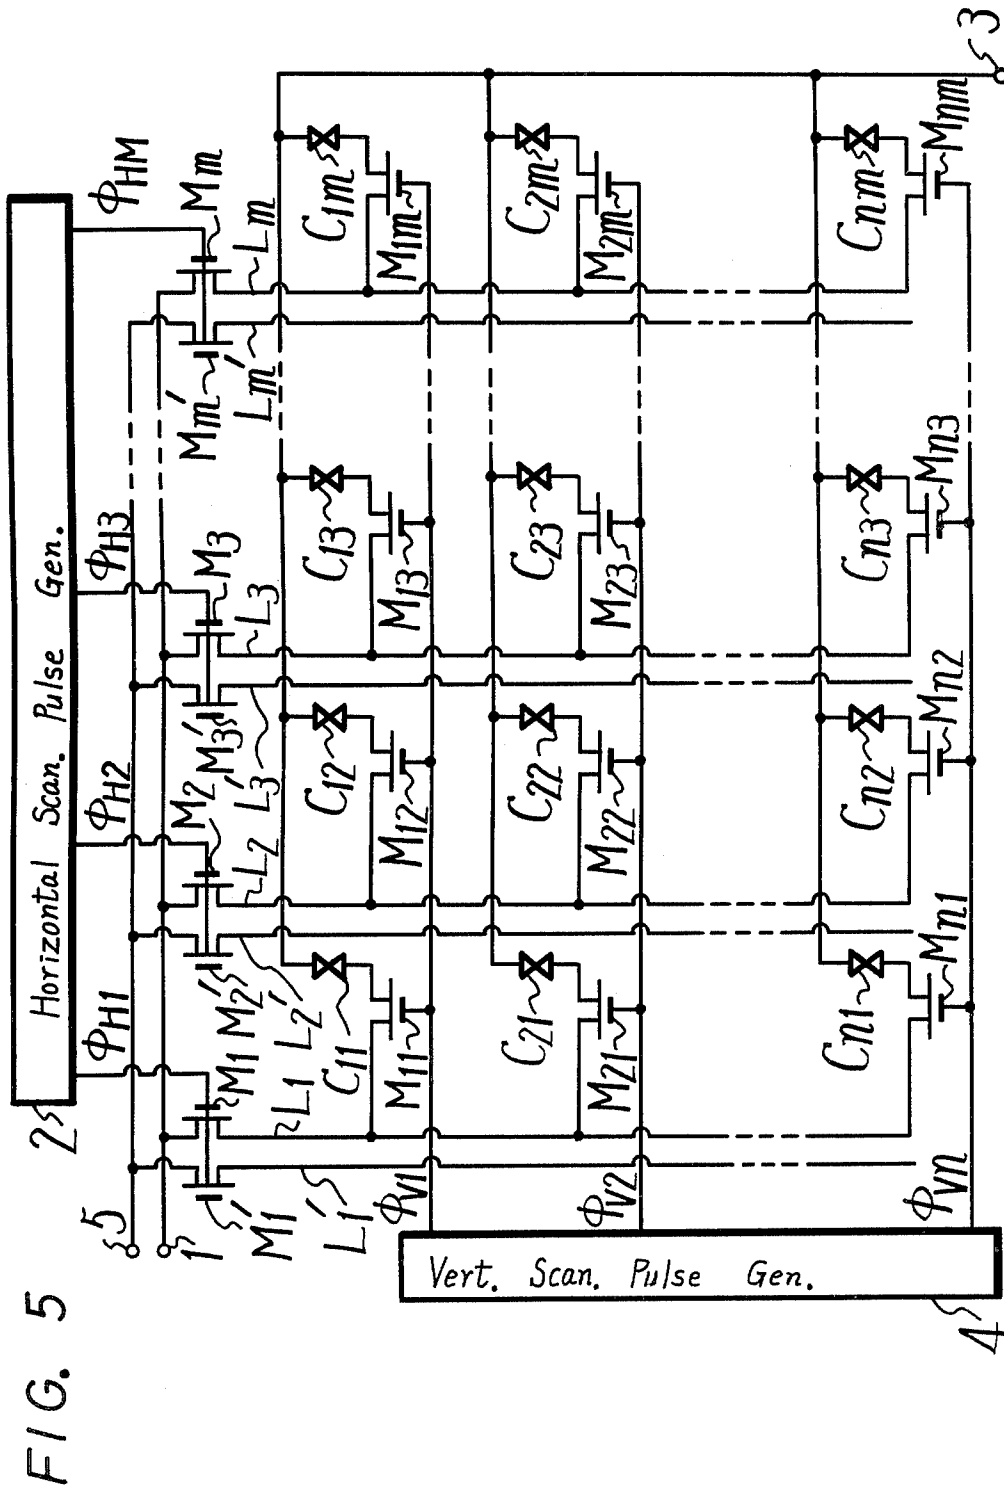 FIG. 5
2
Horizontal Scan. Pulse Gen.
ϕH1 ϕH2 ϕH3 ϕHM
5
1
M1' M1 M2' M2 M3' M3 Mm' Mm
L1' L1 L2' L2 L3' L3 Lm' Lm
C11 C12 C13 C1m
M11 M12 M13 M1m
ϕV1
C21 C22 C23 C2m
M21 M22 M23 M2m
ϕV2
Cn1 Cn2 Cn3 Cnm
Mn1 Mn2 Mn3 Mnm
ϕVn
Vert. Scan. Pulse Gen.
4
3